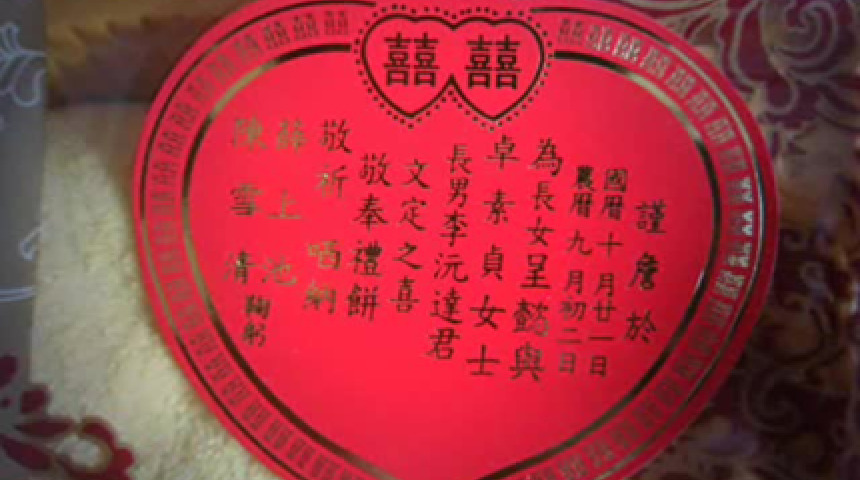 囍 囍
謹詹於
國曆十月廿一日
農曆九月初二日
為長女呈懿與
卓素貞女士
長男李沅達君
文定之喜
敬奉禮餅
敬祈 哂納
蘇上池
陳雪清 鞠躬